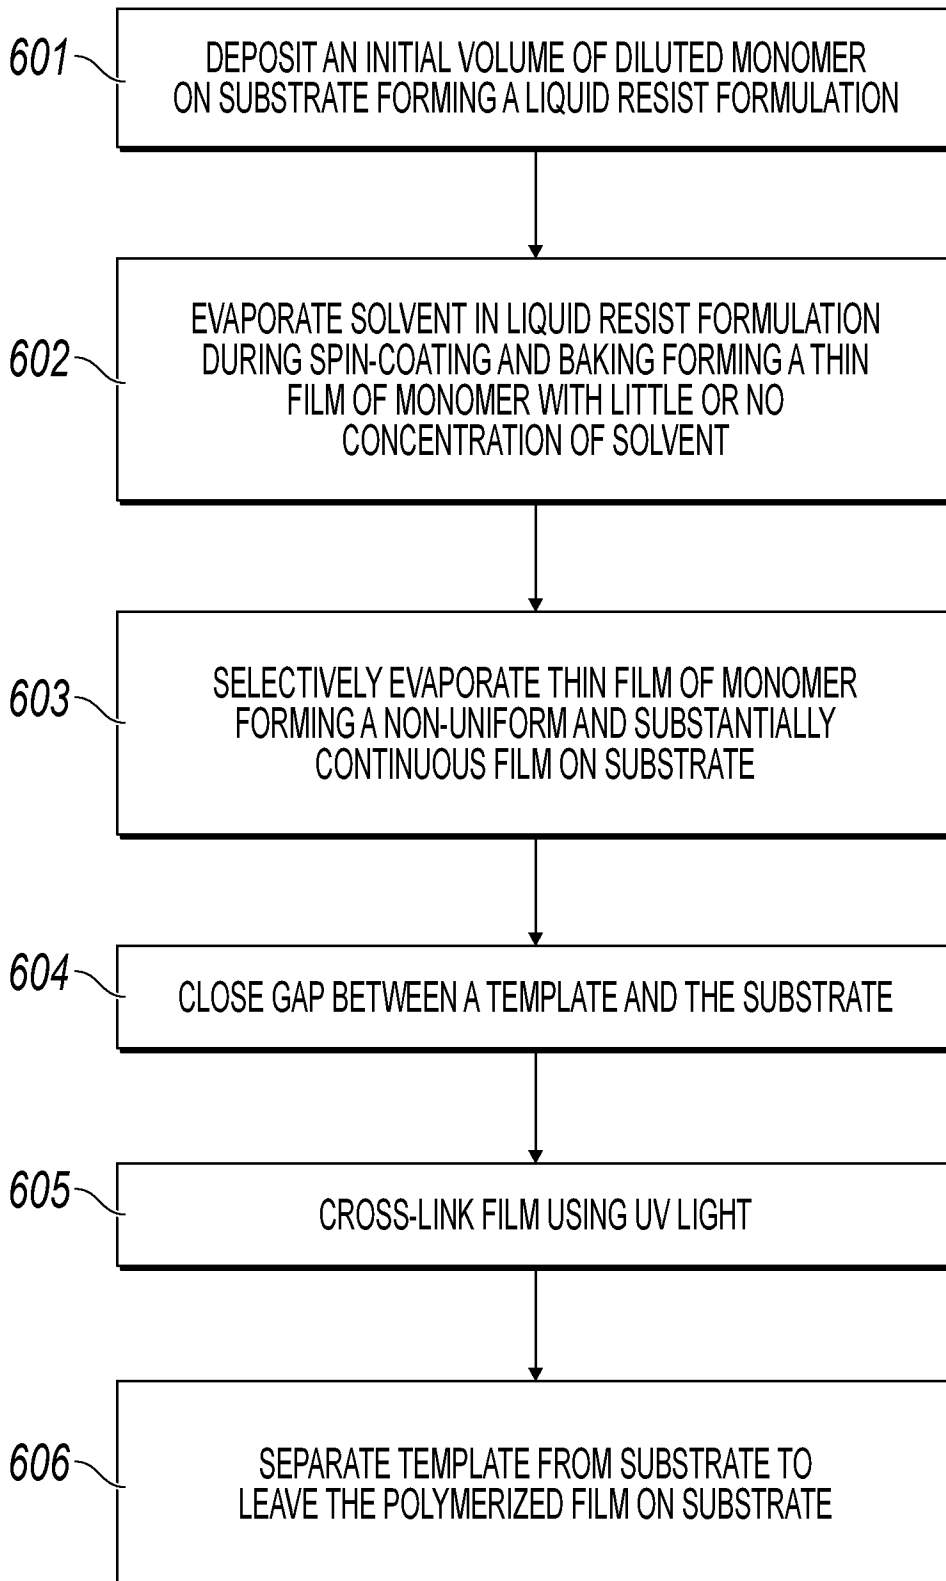 601
DEPOSIT AN INITIAL VOLUME OF DILUTED MONOMER
ON SUBSTRATE FORMING A LIQUID RESIST FORMULATION
602
EVAPORATE SOLVENT IN LIQUID RESIST FORMULATION
DURING SPIN-COATING AND BAKING FORMING A THIN
FILM OF MONOMER WITH LITTLE OR NO
CONCENTRATION OF SOLVENT
603
SELECTIVELY EVAPORATE THIN FILM OF MONOMER
FORMING A NON-UNIFORM AND SUBSTANTIALLY
CONTINUOUS FILM ON SUBSTRATE
604
CLOSE GAP BETWEEN A TEMPLATE AND THE SUBSTRATE
605
CROSS-LINK FILM USING UV LIGHT
606
SEPARATE TEMPLATE FROM SUBSTRATE TO
LEAVE THE POLYMERIZED FILM ON SUBSTRATE